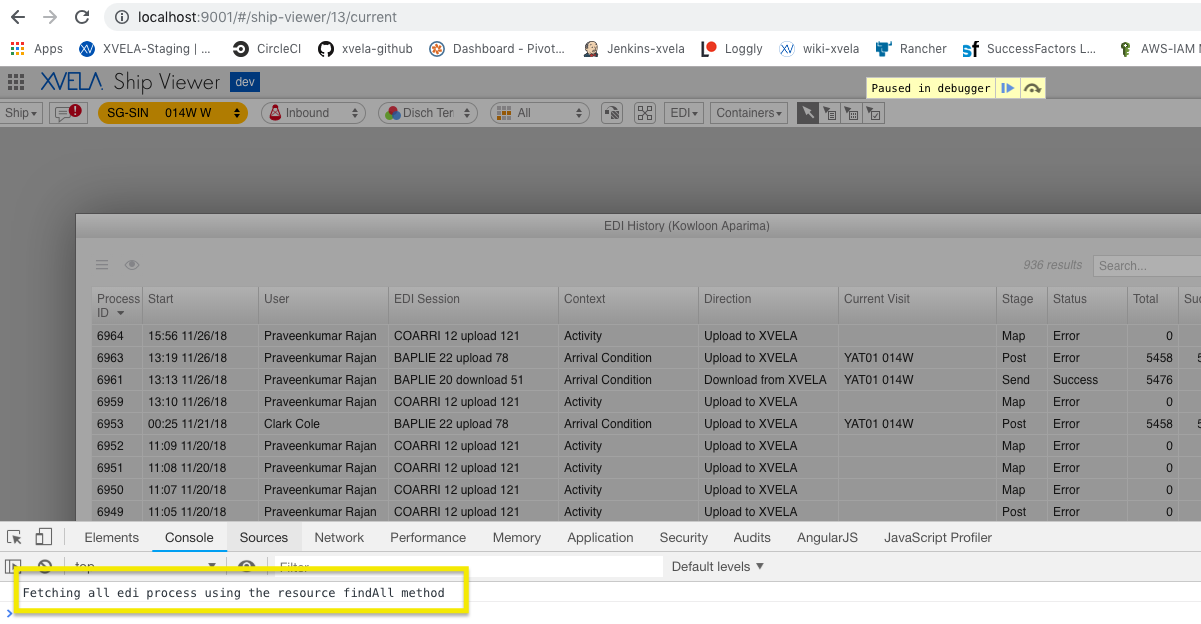 localhost:9001/#/ship-viewer/13/current
Apps XVELA-Staging | ... CircleCI xvela-github Dashboard - Pivot... Jenkins-xvela Loggly wiki-xvela Rancher SuccessFactors L... AWS-IAM
XVELA Ship Viewer dev
Paused in debugger
Ship SG-SIN 014W W Inbound Disch Ter All EDI Containers
EDI History (Kowloon Aparima)
936 results Search...
Process ID Start User EDI Session Context Direction Current Visit Stage Status Total
6964 15:56 11/26/18 Praveenkumar Rajan COARRI 12 upload 121 Activity Upload to XVELA Map Error 0
6963 13:19 11/26/18 Praveenkumar Rajan BAPLIE 22 upload 78 Arrival Condition Upload to XVELA YAT01 014W Post Error 5458
6961 13:13 11/26/18 Praveenkumar Rajan BAPLIE 20 download 51 Arrival Condition Download from XVELA YAT01 014W Send Success 5476
6959 13:10 11/26/18 Praveenkumar Rajan COARRI 12 upload 121 Activity Upload to XVELA Map Error 0
6953 00:25 11/21/18 Clark Cole BAPLIE 22 upload 78 Arrival Condition Upload to XVELA YAT01 014W Post Error 5458
6952 11:09 11/20/18 Praveenkumar Rajan COARRI 12 upload 121 Activity Upload to XVELA Map Error 0
6951 11:08 11/20/18 Praveenkumar Rajan COARRI 12 upload 121 Activity Upload to XVELA Map Error 0
6950 11:07 11/20/18 Praveenkumar Rajan COARRI 12 upload 121 Activity Upload to XVELA Map Error 0
6949 11:05 11/20/18 Praveenkumar Rajan COARRI 12 upload 121 Activity Upload to XVELA Post Error 0
Elements Console Sources Network Performance Memory Application Security Audits AngularJS JavaScript Profiler
top Filter Default levels
Fetching all edi process using the resource findAll method